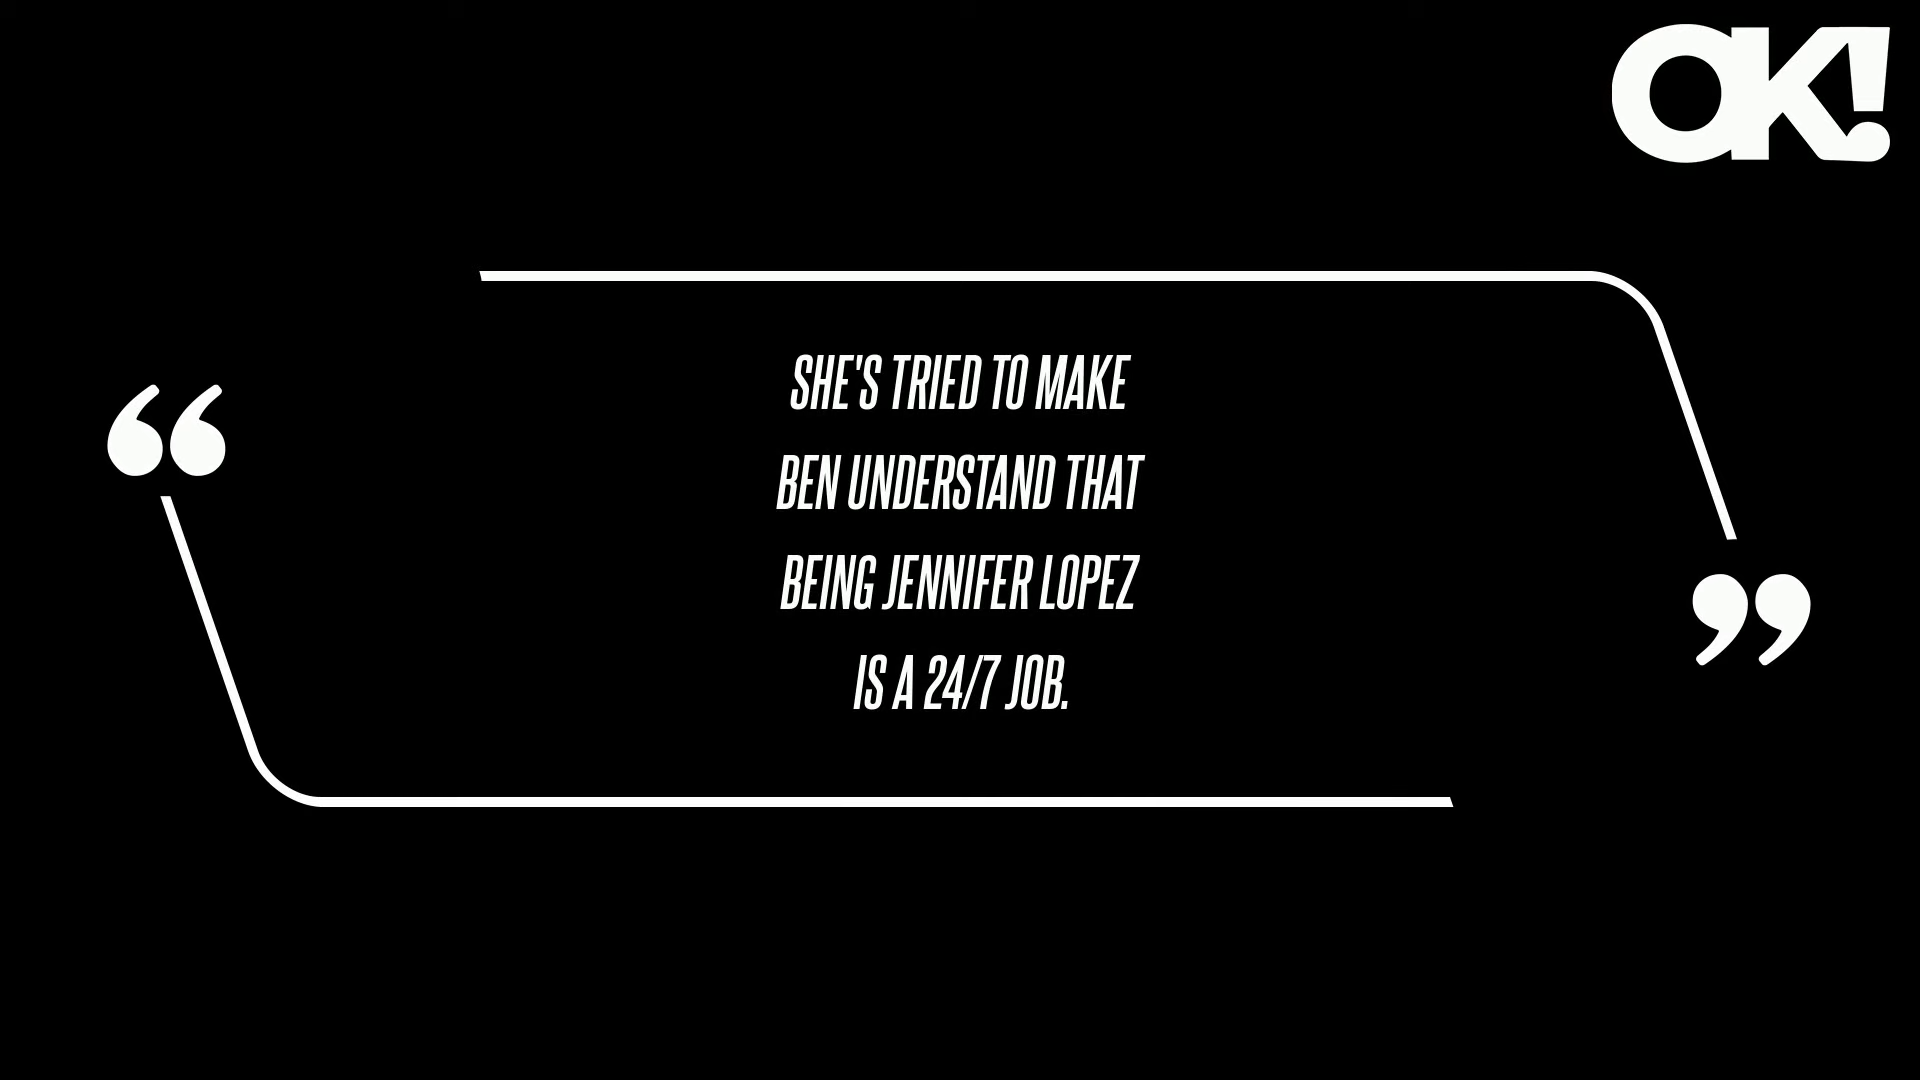 OK!
“
SHE'S TRIED TO MAKE
BEN UNDERSTAND THAT
BEING JENNIFER LOPEZ
IS A 24/7 JOB.
”